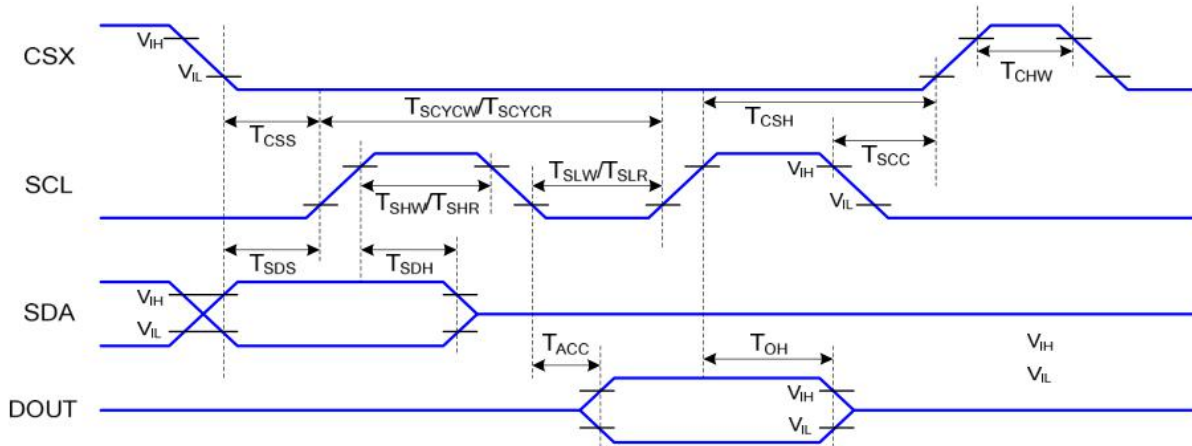 CSX
VIH
VIL
TCHW
TSCYCW/TSCYCR
TCSH
TCSS
TSCC
SCL
TSLW/TSLR
VIH
TSHW/TSHR
VIL
TSDS
TSDH
SDA
VIH
VIL
TACC
TOH
VIH
VIL
DOUT
VIH
VIL